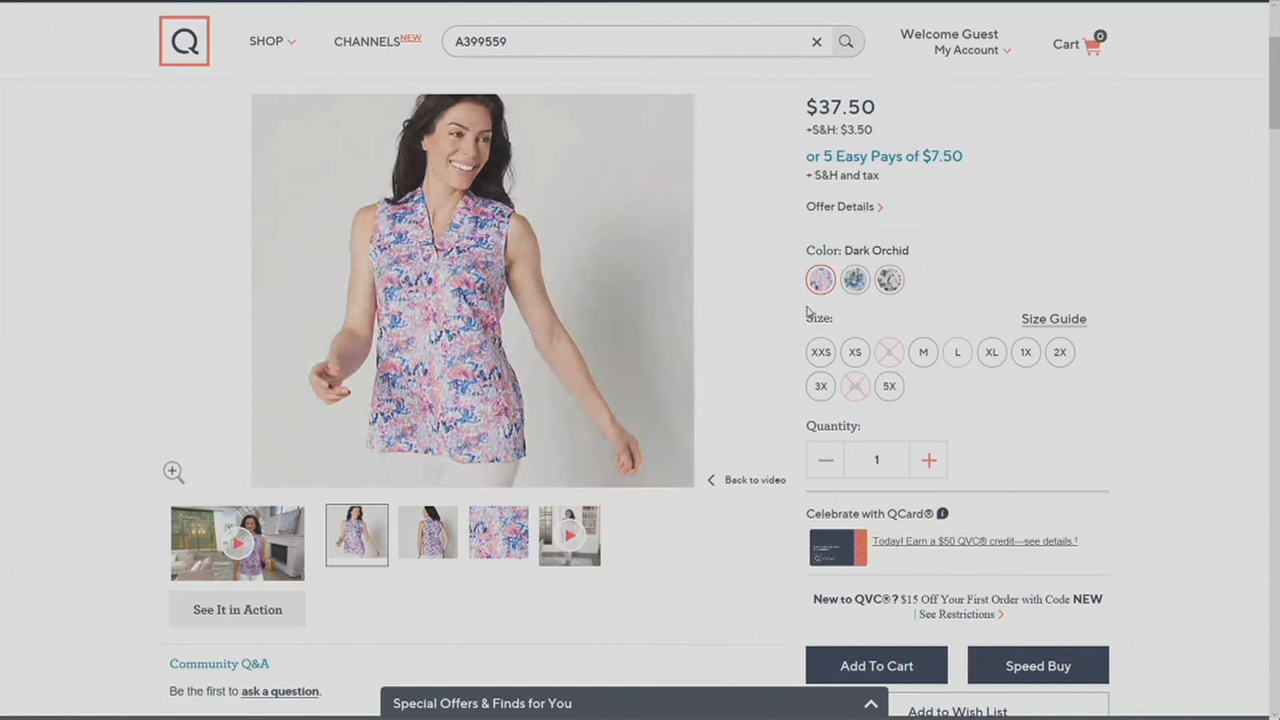 Q
SHOP
CHANNELS NEW
A399559
Welcome Guest
My Account
Cart
0
$37.50
+S&H: $3.50
or 5 Easy Pays of $7.50
+ S&H and tax
Offer Details
Color: Dark Orchid
Size:
Size Guide
XXS XS M L XL 1X 2X
3X 5X
Quantity:
1
Back to video
Celebrate with QCard®
Today! Earn a $50 QVC® credit—see details
See It in Action
New to QVC®? $15 Off Your First Order with Code NEW
| See Restrictions
Community Q&A
Add To Cart
Speed Buy
Be the first to ask a question.
Special Offers & Finds for You
Add to Wish List